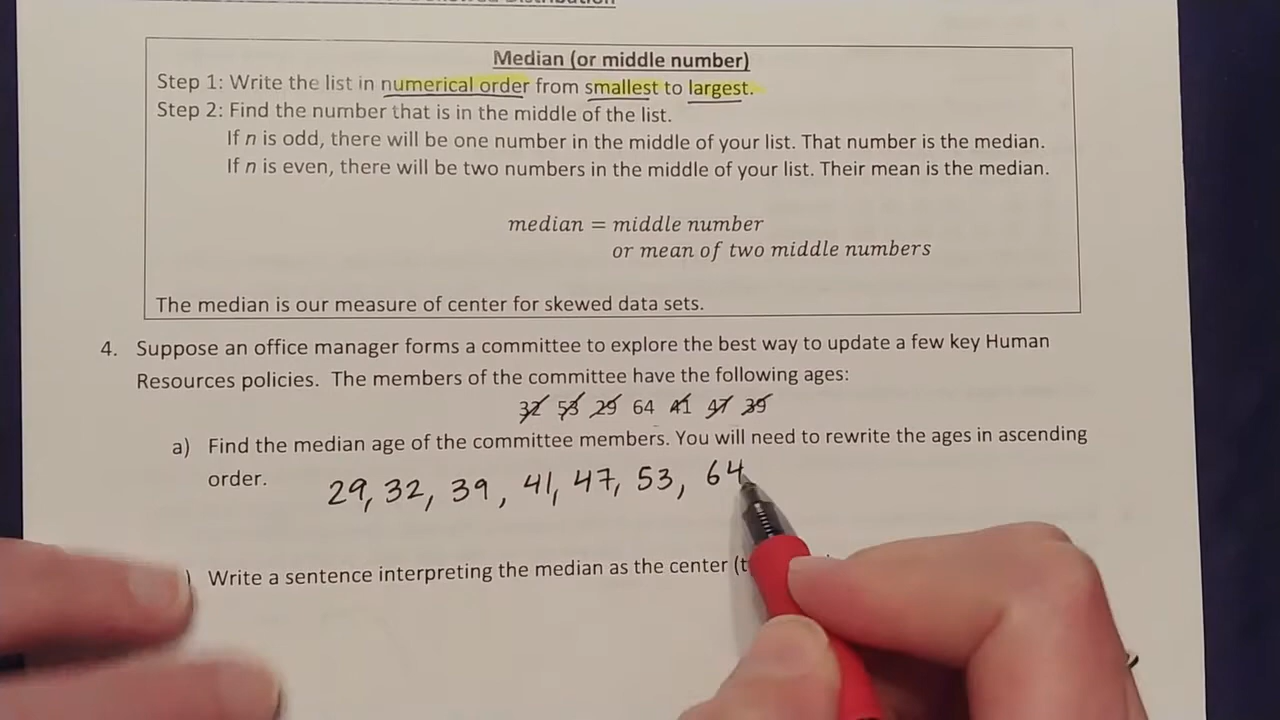 Skewed Distribution
Median (or middle number)
Step 1: Write the list in numerical order from smallest to largest.
Step 2: Find the number that is in the middle of the list.
If n is odd, there will be one number in the middle of your list. That number is the median.
If n is even, there will be two numbers in the middle of your list. Their mean is the median.
median = middle number
or mean of two middle numbers
The median is our measure of center for skewed data sets.
4. Suppose an office manager forms a committee to explore the best way to update a few key Human
Resources policies. The members of the committee have the following ages:
32 53 29 64 41 47 39
a) Find the median age of the committee members. You will need to rewrite the ages in ascending
order.
29, 32, 39, 41, 47, 53, 64
) Write a sentence interpreting the median as the center (t